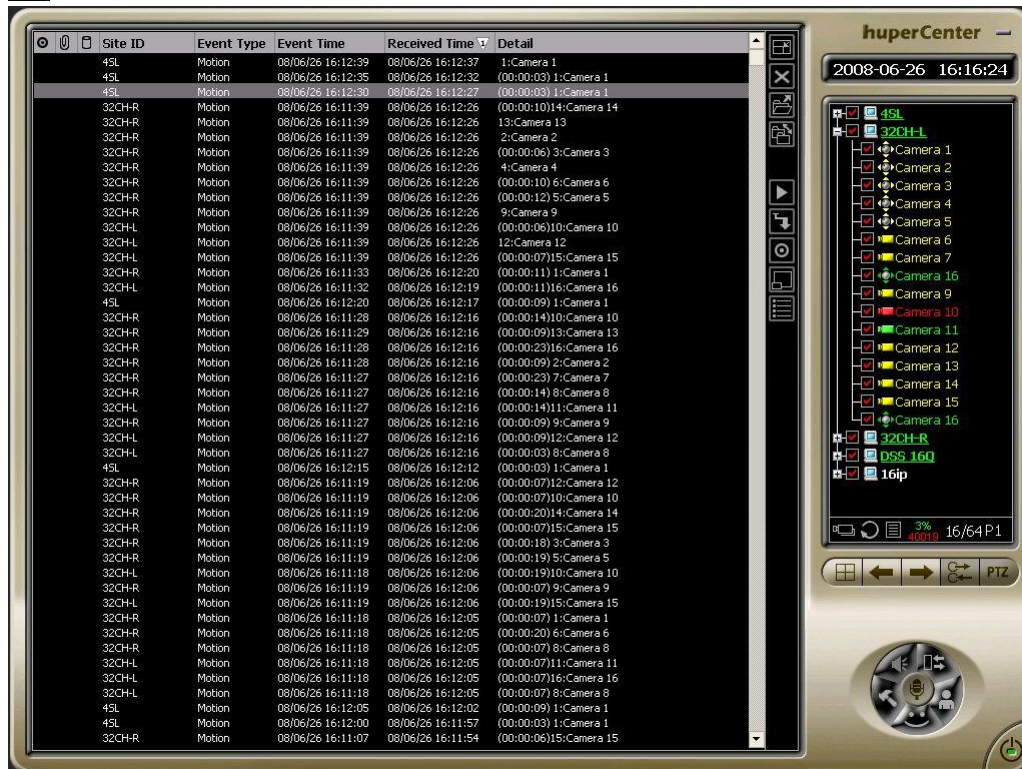 huperCenter
2008-06-26 16:16:24
Site ID Event Type Event Time Received Time Detail
4SL Motion 08/06/26 16:12:39 08/06/26 16:12:37 1:Camera 1
4SL Motion 08/06/26 16:12:35 08/06/26 16:12:32 (00:00:03) 1:Camera 1
4SL Motion 08/06/26 16:12:30 08/06/26 16:12:27 (00:00:03) 1:Camera 1
32CH-R Motion 08/06/26 16:11:39 08/06/26 16:12:26 (00:00:10)14:Camera 14
32CH-R Motion 08/06/26 16:11:39 08/06/26 16:12:26 13:Camera 13
32CH-R Motion 08/06/26 16:11:39 08/06/26 16:12:26 2:Camera 2
32CH-R Motion 08/06/26 16:11:39 08/06/26 16:12:26 (00:00:06) 3:Camera 3
32CH-R Motion 08/06/26 16:11:39 08/06/26 16:12:26 4:Camera 4
32CH-R Motion 08/06/26 16:11:39 08/06/26 16:12:26 (00:00:10) 6:Camera 6
32CH-R Motion 08/06/26 16:11:39 08/06/26 16:12:26 (00:00:12) 5:Camera 5
32CH-R Motion 08/06/26 16:11:39 08/06/26 16:12:26 9:Camera 9
32CH-L Motion 08/06/26 16:11:39 08/06/26 16:12:26 (00:00:06)10:Camera 10
32CH-L Motion 08/06/26 16:11:39 08/06/26 16:12:26 12:Camera 12
32CH-L Motion 08/06/26 16:11:39 08/06/26 16:12:26 (00:00:07)15:Camera 15
32CH-R Motion 08/06/26 16:11:33 08/06/26 16:12:20 (00:00:11) 1:Camera 1
32CH-L Motion 08/06/26 16:11:32 08/06/26 16:12:19 (00:00:11)16:Camera 16
4SL Motion 08/06/26 16:12:20 08/06/26 16:12:17 (00:00:09) 1:Camera 1
32CH-R Motion 08/06/26 16:11:28 08/06/26 16:12:16 (00:00:14)10:Camera 10
32CH-R Motion 08/06/26 16:11:29 08/06/26 16:12:16 (00:00:09)13:Camera 13
32CH-R Motion 08/06/26 16:11:28 08/06/26 16:12:16 (00:00:23)16:Camera 16
32CH-R Motion 08/06/26 16:11:28 08/06/26 16:12:16 (00:00:09) 2:Camera 2
32CH-R Motion 08/06/26 16:11:27 08/06/26 16:12:16 (00:00:23) 7:Camera 7
32CH-R Motion 08/06/26 16:11:27 08/06/26 16:12:16 (00:00:14) 8:Camera 8
32CH-L Motion 08/06/26 16:11:27 08/06/26 16:12:16 (00:00:14)11:Camera 11
32CH-R Motion 08/06/26 16:11:27 08/06/26 16:12:16 (00:00:09) 9:Camera 9
32CH-L Motion 08/06/26 16:11:27 08/06/26 16:12:16 (00:00:09)12:Camera 12
32CH-L Motion 08/06/26 16:11:27 08/06/26 16:12:16 (00:00:03) 8:Camera 8
4SL Motion 08/06/26 16:12:15 08/06/26 16:12:12 (00:00:03) 1:Camera 1
32CH-R Motion 08/06/26 16:11:19 08/06/26 16:12:06 (00:00:07)12:Camera 12
32CH-R Motion 08/06/26 16:11:19 08/06/26 16:12:06 (00:00:07)10:Camera 10
32CH-R Motion 08/06/26 16:11:19 08/06/26 16:12:06 (00:00:20)14:Camera 14
32CH-R Motion 08/06/26 16:11:19 08/06/26 16:12:06 (00:00:07)15:Camera 15
32CH-R Motion 08/06/26 16:11:19 08/06/26 16:12:06 (00:00:18) 3:Camera 3
32CH-R Motion 08/06/26 16:11:19 08/06/26 16:12:06 (00:00:19) 5:Camera 5
32CH-L Motion 08/06/26 16:11:18 08/06/26 16:12:06 (00:00:19)10:Camera 10
32CH-R Motion 08/06/26 16:11:19 08/06/26 16:12:06 (00:00:07) 9:Camera 9
32CH-L Motion 08/06/26 16:11:19 08/06/26 16:12:06 (00:00:19)15:Camera 15
32CH-R Motion 08/06/26 16:11:18 08/06/26 16:12:05 (00:00:07) 1:Camera 1
32CH-R Motion 08/06/26 16:11:18 08/06/26 16:12:05 (00:00:20) 6:Camera 6
32CH-R Motion 08/06/26 16:11:18 08/06/26 16:12:05 (00:00:07) 8:Camera 8
32CH-L Motion 08/06/26 16:11:18 08/06/26 16:12:05 (00:00:07)11:Camera 11
32CH-L Motion 08/06/26 16:11:18 08/06/26 16:12:05 (00:00:07)16:Camera 16
32CH-L Motion 08/06/26 16:11:18 08/06/26 16:12:05 (00:00:07) 8:Camera 8
4SL Motion 08/06/26 16:12:05 08/06/26 16:12:02 (00:00:09) 1:Camera 1
4SL Motion 08/06/26 16:12:00 08/06/26 16:11:57 (00:00:03) 1:Camera 1
32CH-R Motion 08/06/26 16:11:07 08/06/26 16:11:54 (00:00:06)15:Camera 15
4SL
32CH-L
Camera 1
Camera 2
Camera 3
Camera 4
Camera 5
Camera 6
Camera 7
Camera 16
Camera 9
Camera 10
Camera 11
Camera 12
Camera 13
Camera 14
Camera 15
Camera 16
32CH-R
DSS 16Q
16ip
3%
40019
16/64 P1
PTZ